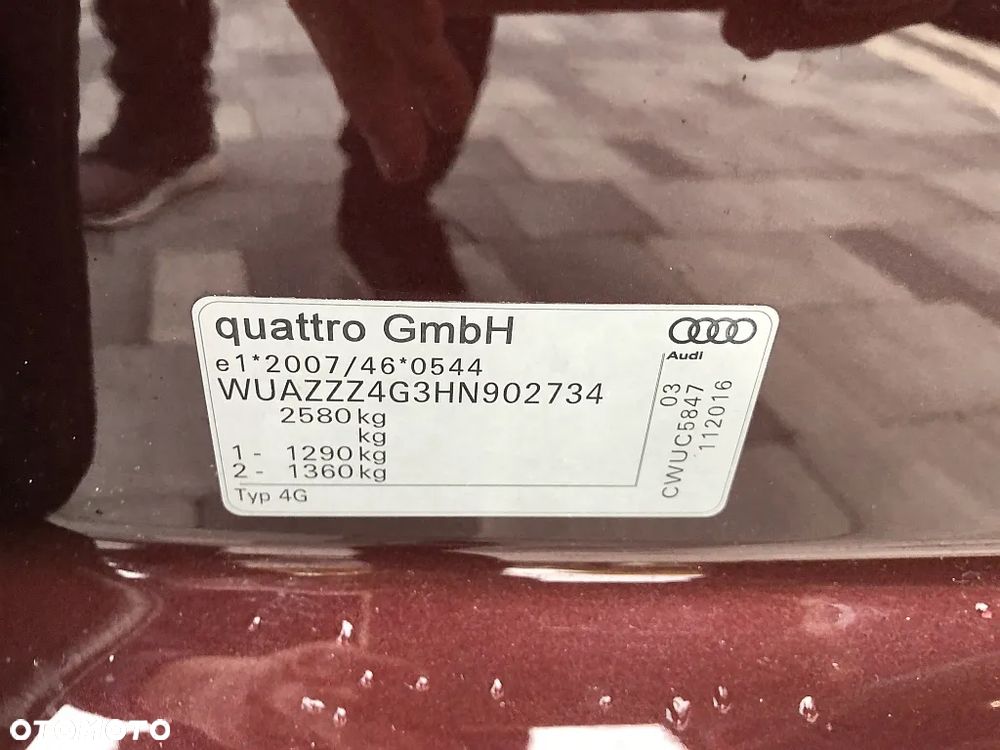 quattro GmbH
e1*2007/46*0544
WUAZZZ4G3HN902734
2580 kg
kg
1 - 1290 kg
2 - 1360 kg
Typ 4G
Audi
03
CWUC5847
112016
OTOMOTO